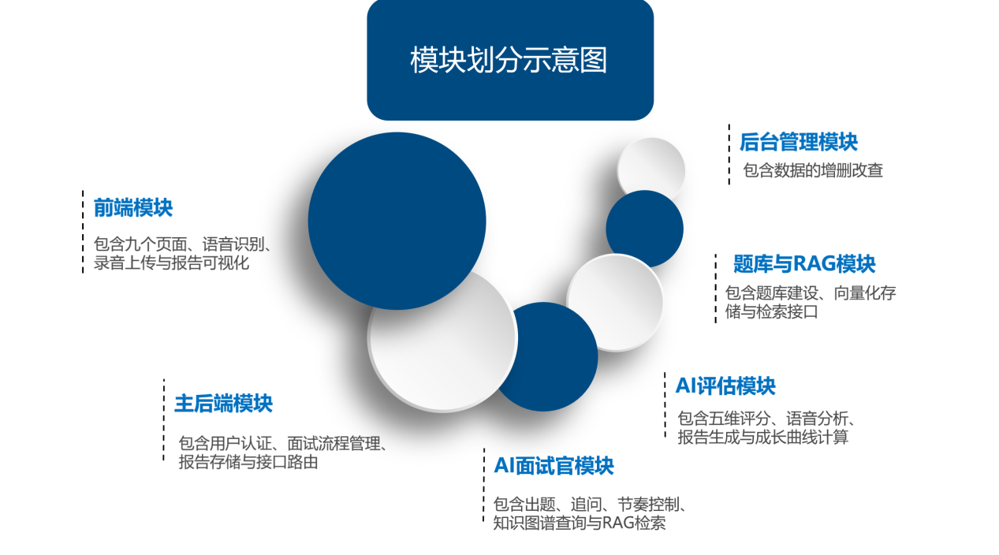 模块划分示意图
前端模块
包含九个页面、语音识别、
录音上传与报告可视化
主后端模块
包含用户认证、面试流程管理、
报告存储与接口路由
AI面试官模块
包含出题、追问、节奏控制、
知识图谱查询与RAG检索
AI评估模块
包含五维评分、语音分析、
报告生成与成长曲线计算
题库与RAG模块
包含题库建设、向量化存
储与检索接口
后台管理模块
包含数据的增删改查